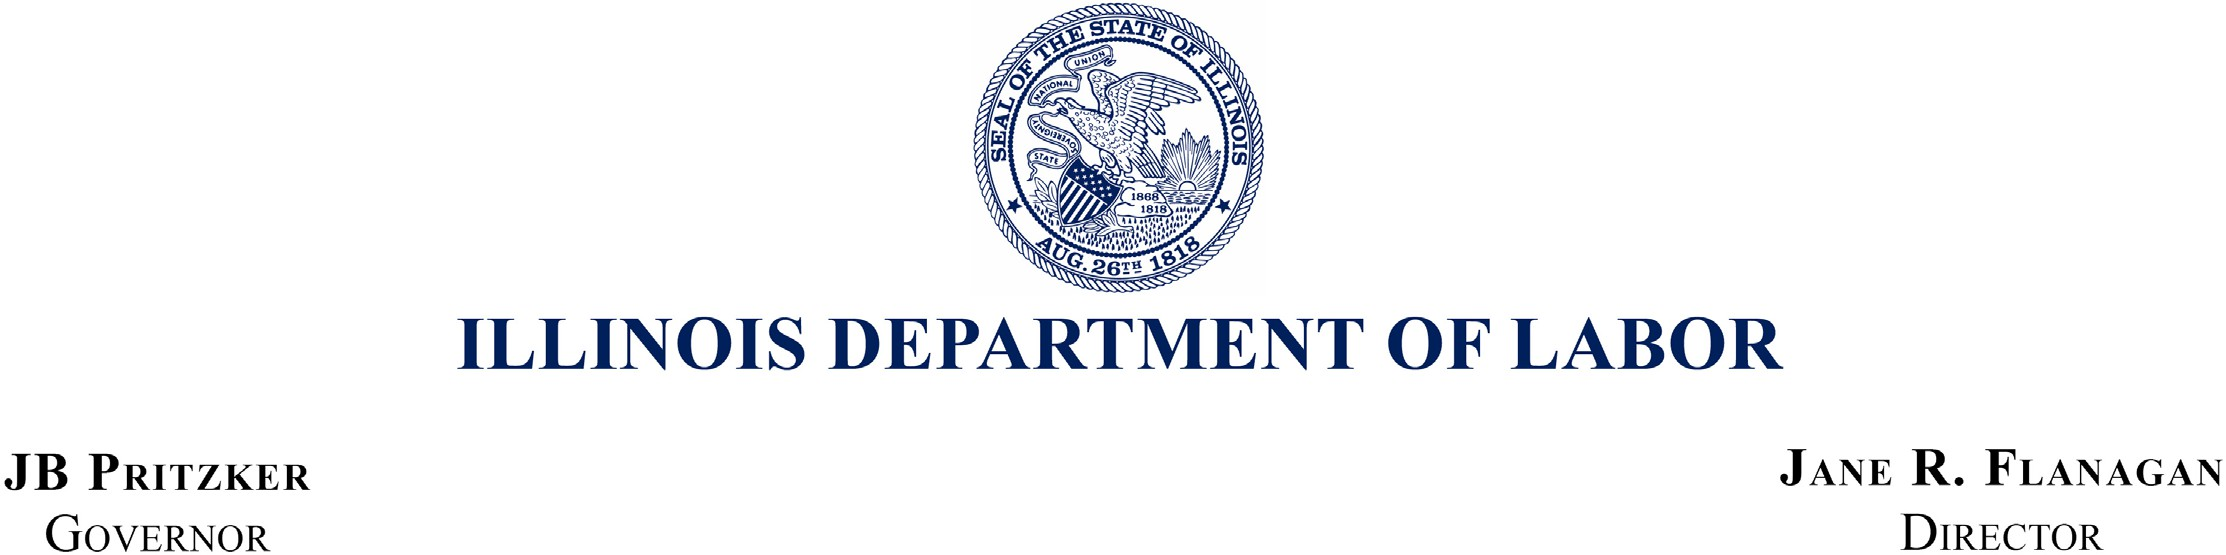 SEAL OF THE STATE OF ILLINOIS
NATIONAL UNION
STATE SOVEREIGNTY
1868
1818
AUG. 26TH 1818
ILLINOIS DEPARTMENT OF LABOR
JB PRITZKER
GOVERNOR
JANE R. FLANAGAN
DIRECTOR